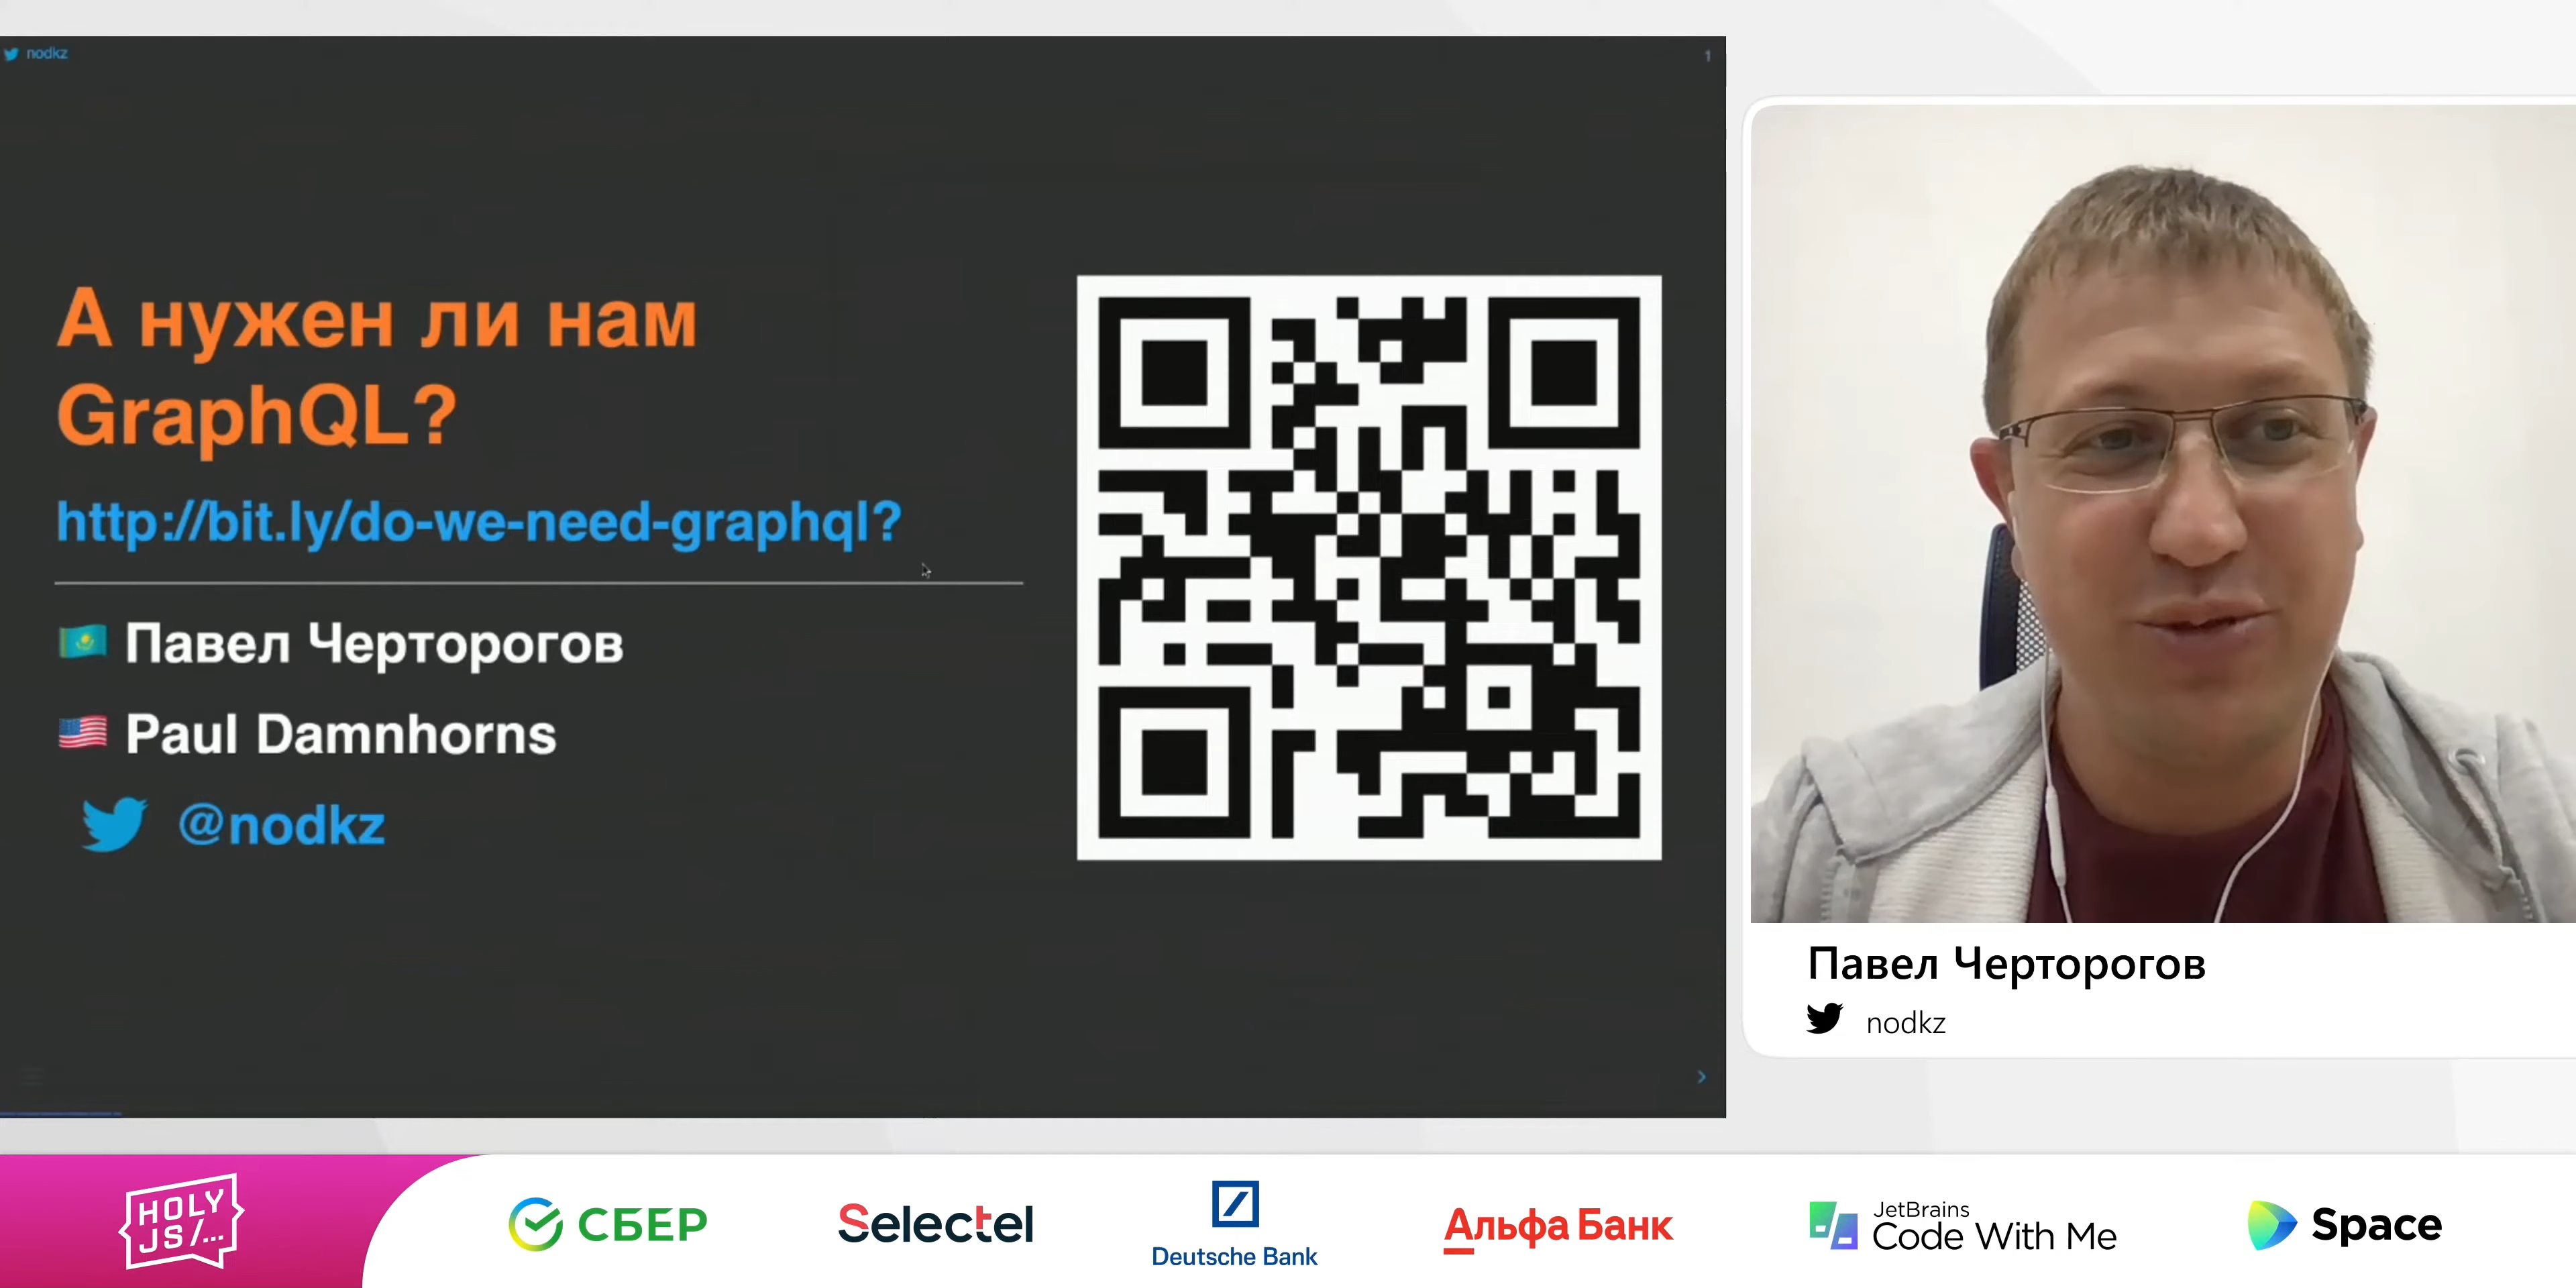 nodkz
1
А нужен ли нам
GraphQL?
http://bit.ly/do-we-need-graphql?
Павел Черторогов
Paul Damnhorns
@nodkz
Павел Черторогов
nodkz
HOLY
JS/...
СБЕР
Selectel
Deutsche Bank
Альфа Банк
JetBrains
Code With Me
Space